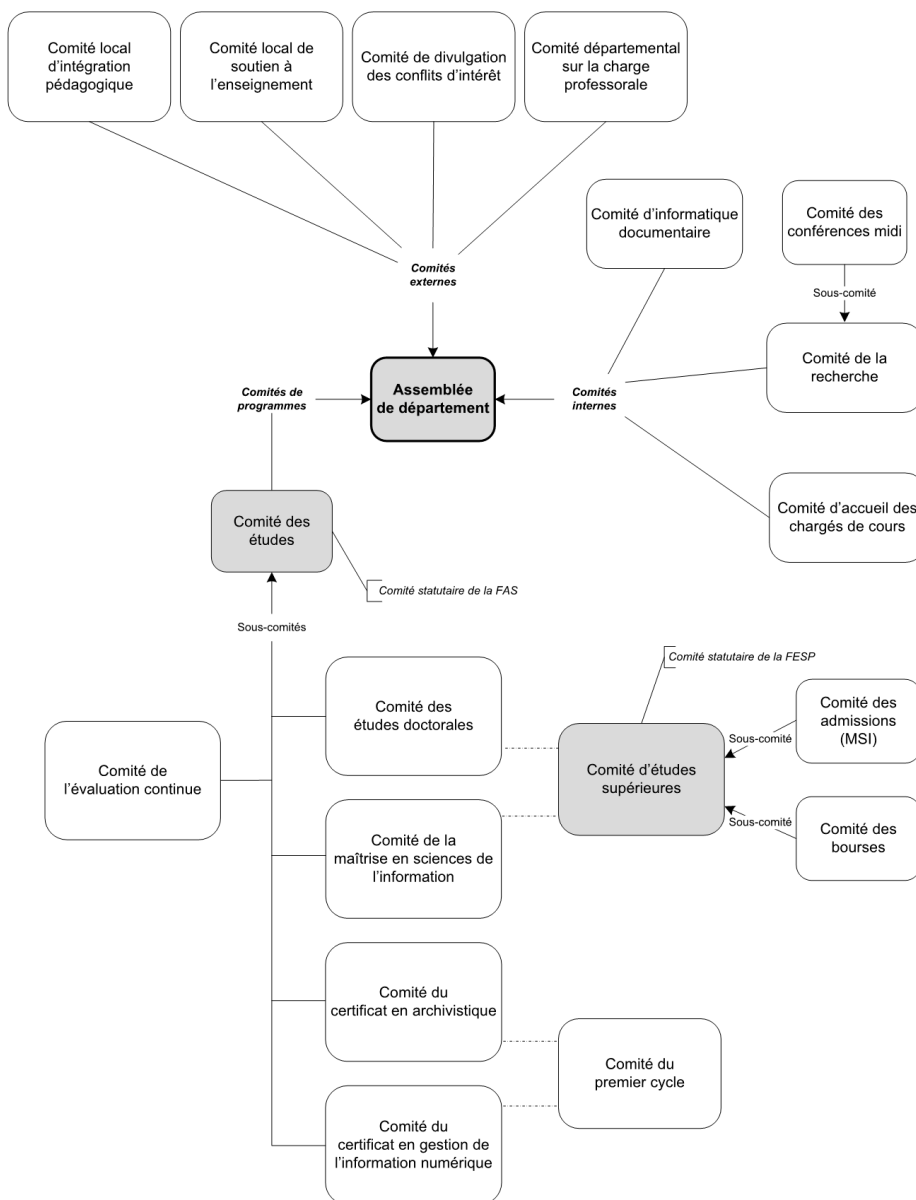 Comité local
d'intégration
pédagogique
Comité local de
soutien à
l'enseignement
Comité de divulgation
des conflits d'intérêt
Comité départemental
sur la charge
professorale
Comité d'informatique
documentaire
Comité des
conférences midi
Comités
externes
Sous-comité
Comité de la
recherche
Comités de
programmes
Assemblée
de département
Comités
internes
Comité des
études
Comité d'accueil des
chargés de cours
Comité statutaire de la FAS
Sous-comités
Comité statutaire de la FESP
Comité des
études doctorales
Comité des
admissions
(MSI)
Sous-comité
Comité de
l'évaluation continue
Comité d'études
supérieures
Sous-comité
Comité des
bourses
Comité de la
maîtrise en sciences de
l'information
Comité du
certificat en archivistique
Comité du
premier cycle
Comité du
certificat en gestion de
l'information numérique